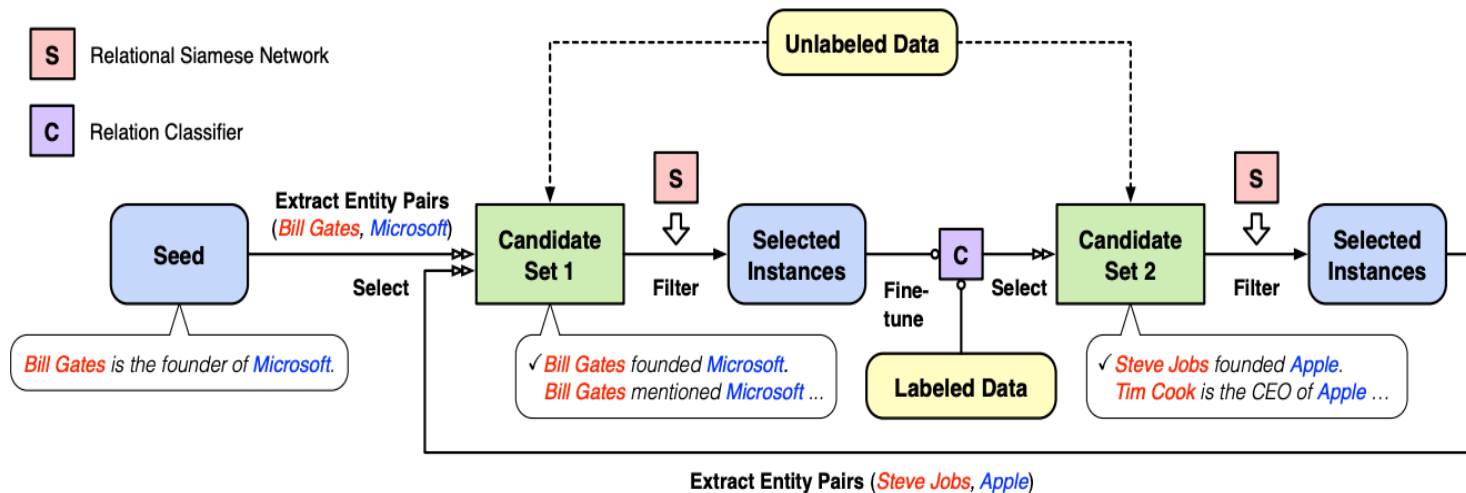 Unlabeled Data
S Relational Siamese Network
C Relation Classifier
Extract Entity Pairs
(Bill Gates, Microsoft)
S
S
Seed
Candidate
Set 1
Selected
Instances
C
Candidate
Set 2
Selected
Instances
Select
Filter
Fine-
tune
Select
Filter
Bill Gates is the founder of Microsoft.
✓ Bill Gates founded Microsoft.
Bill Gates mentioned Microsoft ...
Labeled Data
✓ Steve Jobs founded Apple.
Tim Cook is the CEO of Apple ...
Extract Entity Pairs (Steve Jobs, Apple)